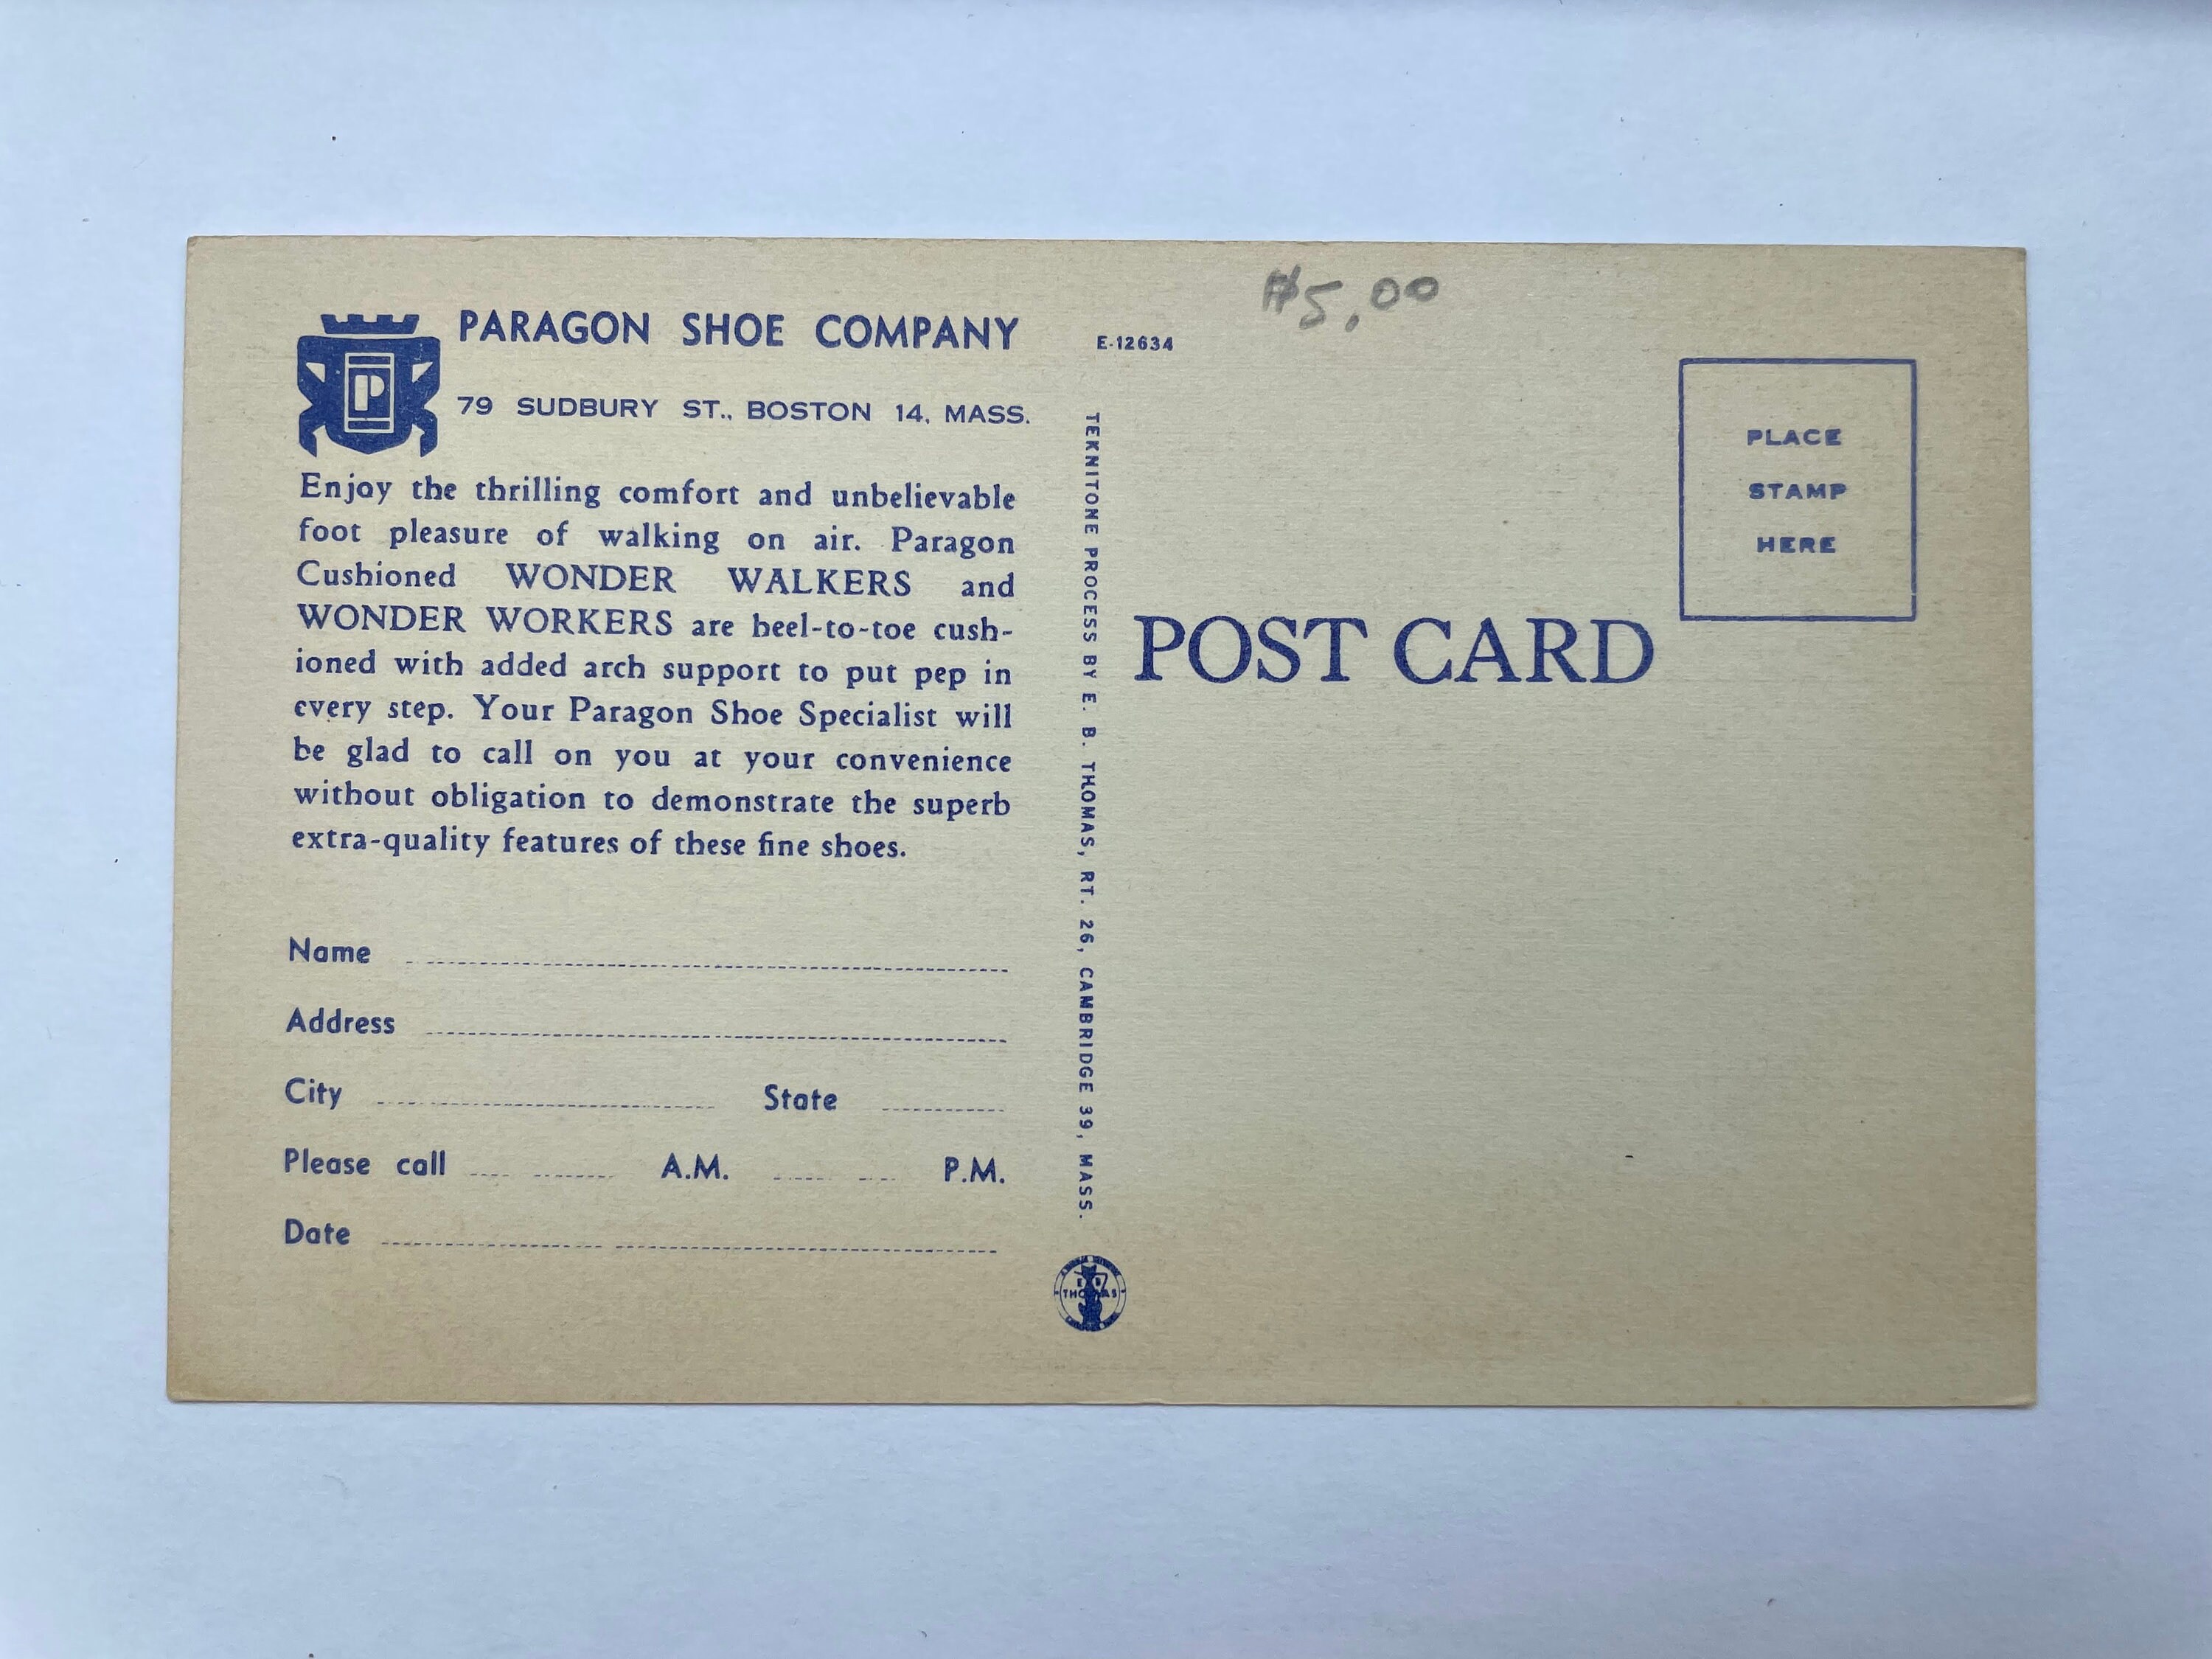 PARAGON SHOE COMPANY
79 SUDBURY ST., BOSTON 14, MASS.
P
Enjoy the thrilling comfort and unbelievable
foot pleasure of walking on air. Paragon
Cushioned WONDER WALKERS and
WONDER WORKERS are heel-to-toe cush-
ioned with added arch support to put pep in
every step. Your Paragon Shoe Specialist will
be glad to call on you at your convenience
without obligation to demonstrate the superb
extra-quality features of these fine shoes.
Name
Address
City State
Please call A.M. P.M.
Date
E-12634
TEKNITONE PROCESS BY E. B. THOMAS, RT. 26, CAMBRIDGE 39, MASS.
E B
THOMAS
$5.00
PLACE
STAMP
HERE
POST CARD